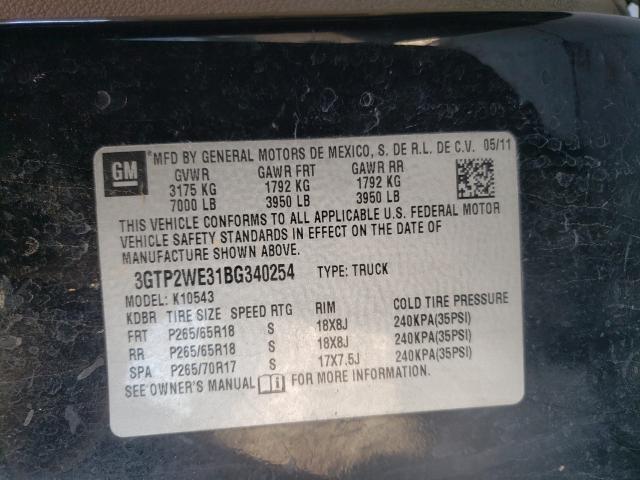 GM
*MFD BY GENERAL MOTORS DE MEXICO, S. DE R.L. DE C.V. 05/11
GVWR GAWR FRT GAWR RR
3175 KG 1792 KG 1792 KG
7000 LB 3950 LB 3950 LB
THIS VEHICLE CONFORMS TO ALL APPLICABLE U.S. FEDERAL MOTOR
VEHICLE SAFETY STANDARDS IN EFFECT ON THE DATE OF
MANUFACTURE SHOWN ABOVE.
3GTP2WE31BG340254 TYPE: TRUCK
MODEL: K10543
KDBR TIRE SIZE SPEED RTG RIM COLD TIRE PRESSURE
FRT P265/65R18 S 18X8J 240KPA(35PSI)
RR P265/65R18 S 18X8J 240KPA(35PSI)
SPA P265/70R17 S 17X7.5J 240KPA(35PSI)
SEE OWNER'S MANUAL FOR MORE INFORMATION.